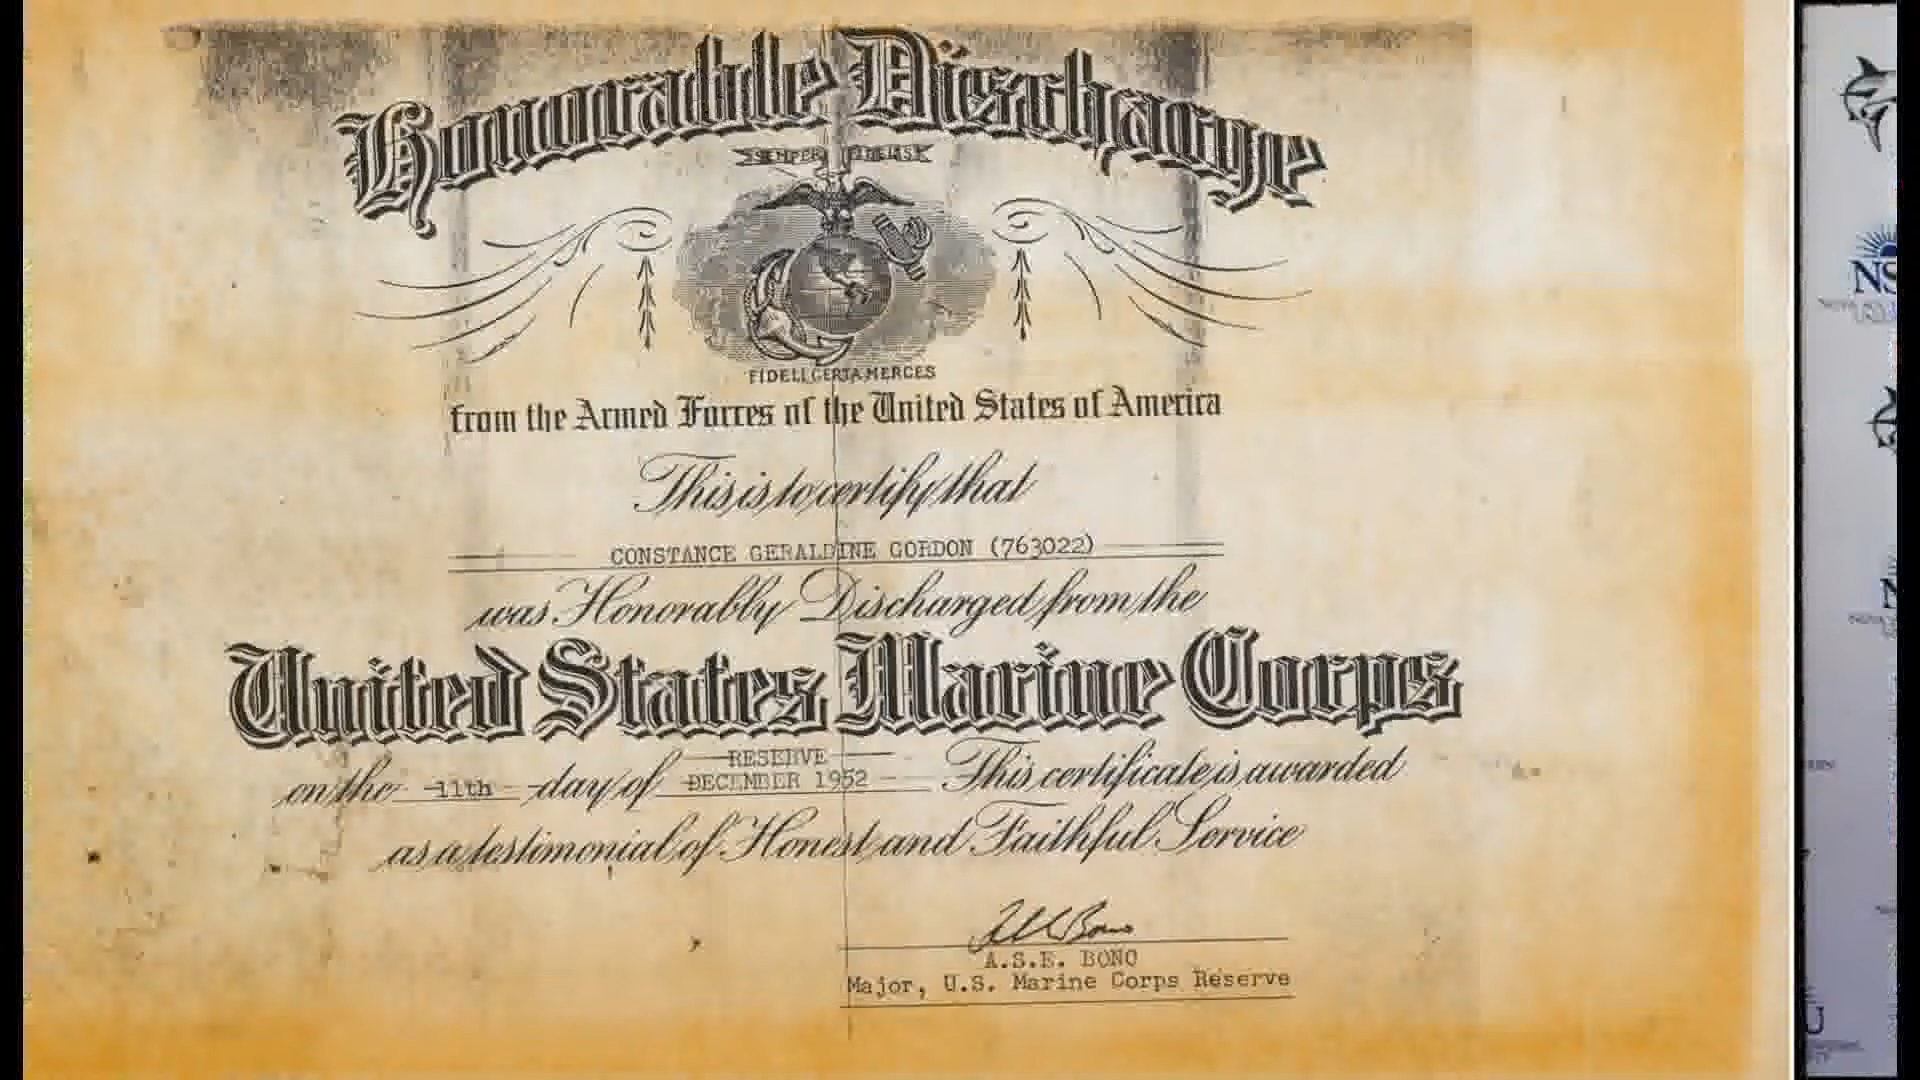 Honorable Discharge
SEMPER FIDELIS
FIDELI CERTA MERCES
from the Armed Forces of the United States of America
This is to certify that
CONSTANCE GERALDINE GORDON (763022)
was Honorably Discharged from the
United States Marine Corps
RESERVE
on the 11th day of DECEMBER 1952 This certificate is awarded
as a testimonial of Honest and Faithful Service
A.S.E. BONO
Major, U.S. Marine Corps Reserve
NS
N
U